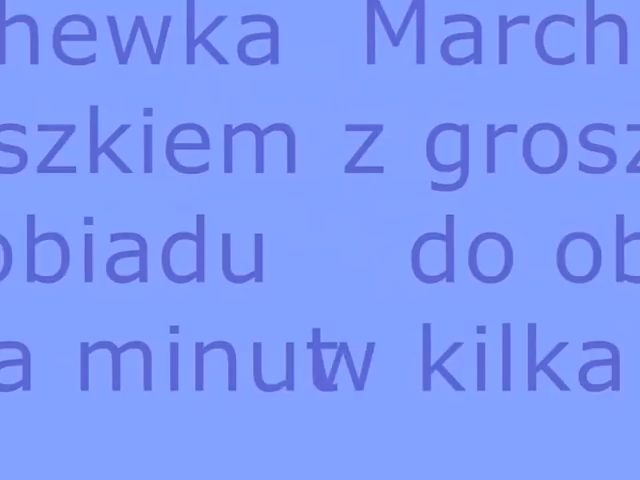 hewka March
szkiem z grosz
obiadu do ob
a minut w kilka